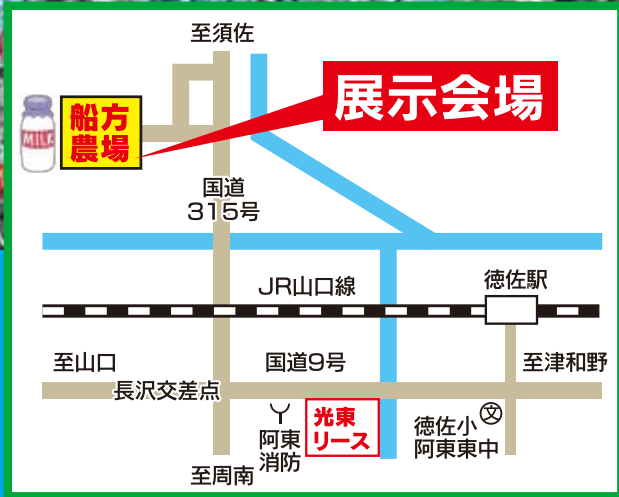 至須佐
展示会場
船方
農場
MILK
国道
315号
JR山口線
徳佐駅
至山口
国道9号
至津和野
長沢交差点
阿東
消防
光東
リース
徳佐小
阿東東中
文
至周南